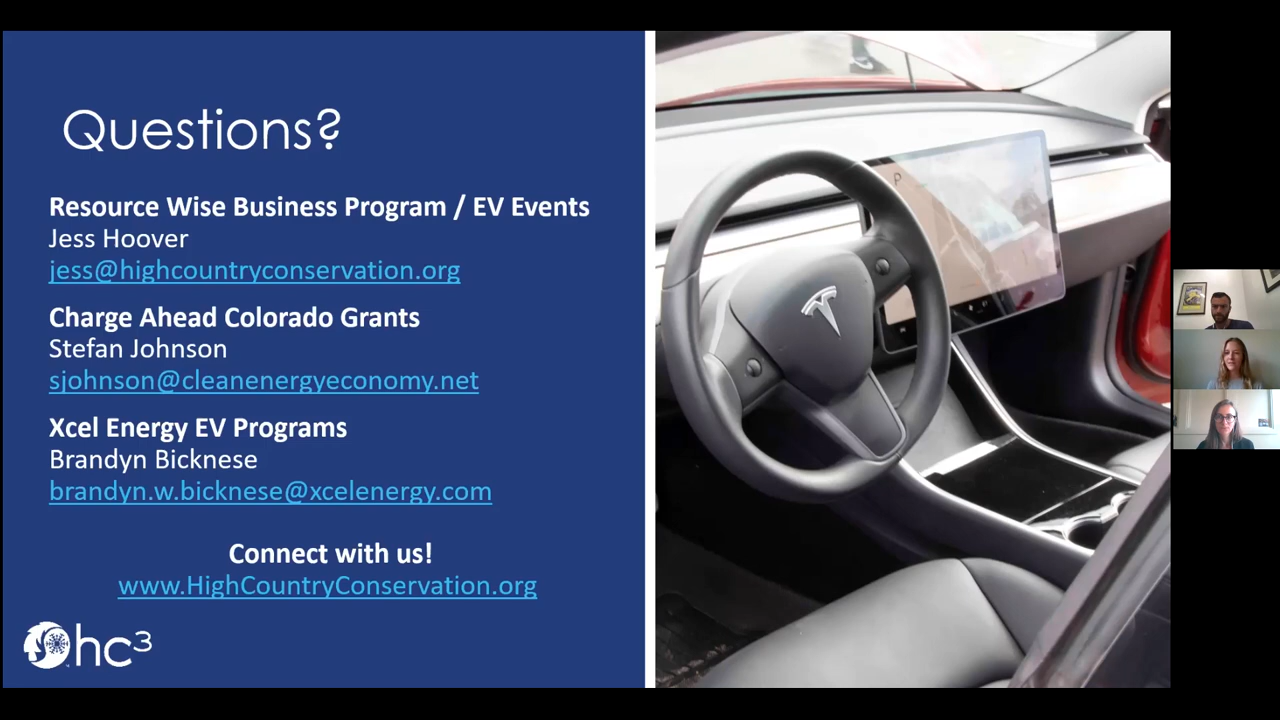 Questions?
Resource Wise Business Program / EV Events
Jess Hoover
jess@highcountryconservation.org
Charge Ahead Colorado Grants
Stefan Johnson
sjohnson@cleanenergyeconomy.net
Xcel Energy EV Programs
Brandyn Bicknese
brandyn.w.bicknese@xcelenergy.com
Connect with us!
www.HighCountryConservation.org
hc3
P